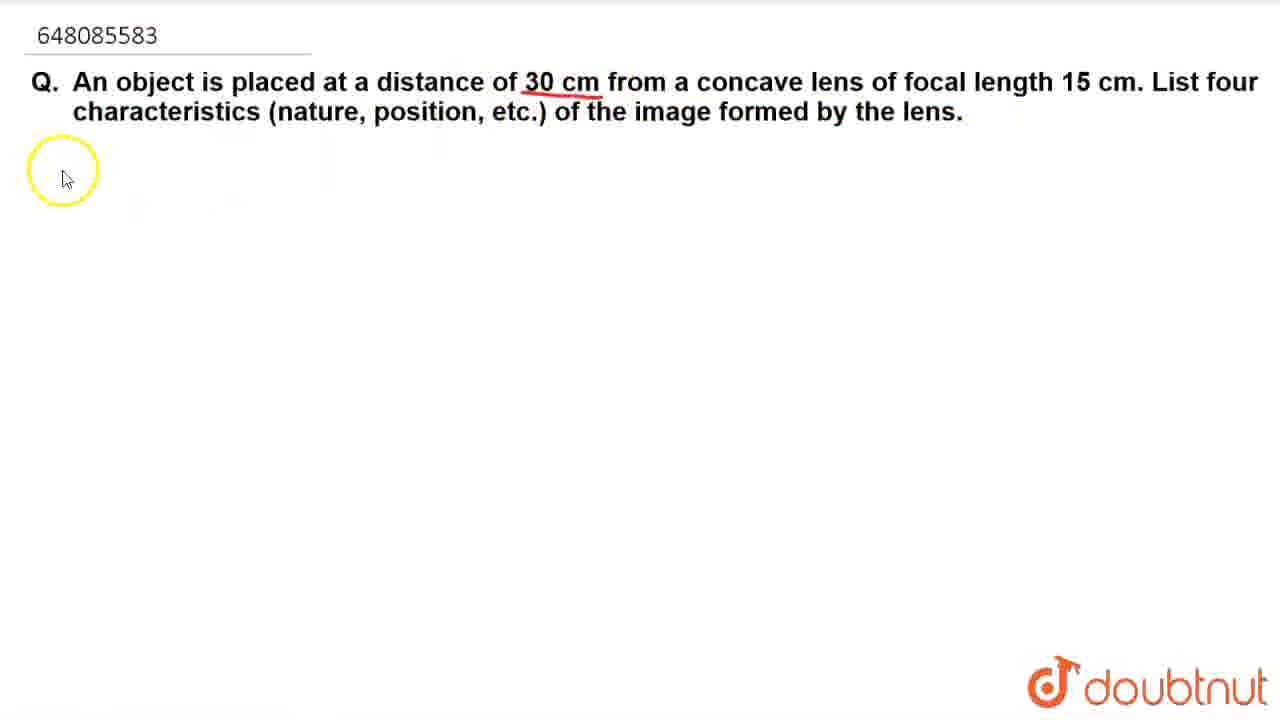 648085583
Q. An object is placed at a distance of 30 cm from a concave lens of focal length 15 cm. List four
characteristics (nature, position, etc.) of the image formed by the lens.
doubtnut